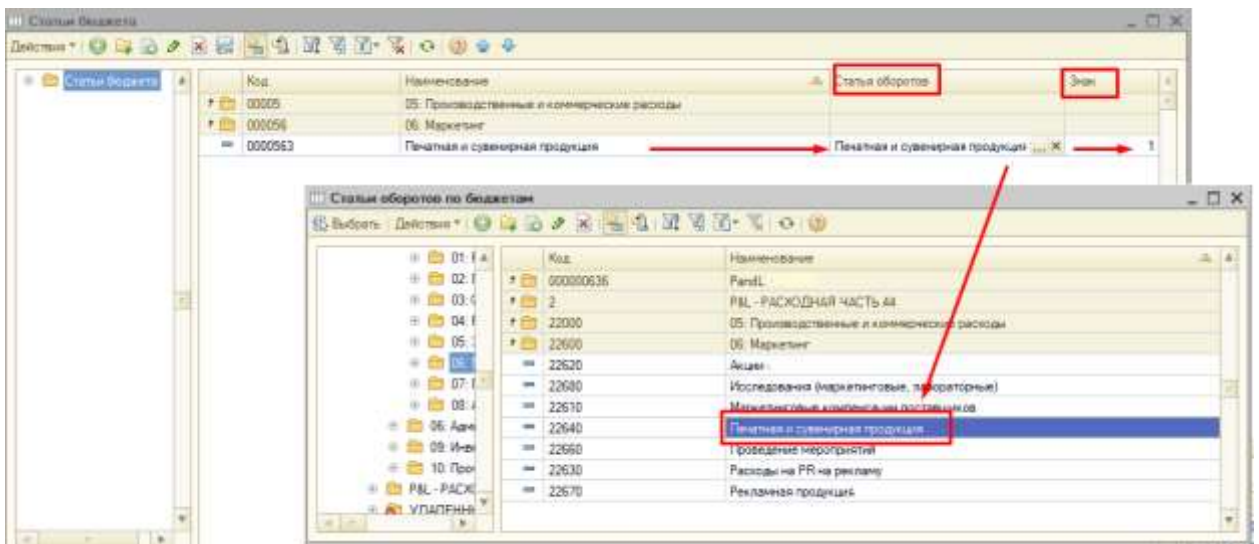 Статьи бюджета
Действия
Статьи бюджета
Код Наименование Статья оборотов Знак
00005 05: Производственные и коммерческие расходы
000056 06: Маркетинг
0000563 Печатная и сувенирная продукция Печатная и сувенирная продукция ... × 1
Статьи оборотов по бюджетам
Выбрать Действия
Код Наименование
000000636 PandL
2 P&L - РАСХОДНАЯ ЧАСТЬ А4
22000 05: Производственные и коммерческие расходы
22600 06: Маркетинг
22620 Акции
22680 Исследования (маркетинговые, лабораторные)
22610 Маркетинговые компенсации поставщиков
22640 Печатная и сувенирная продукция
22660 Проведение мероприятий
22630 Расходы на PR на рекламу
22670 Рекламная продукция
01:
02:
03:
04:
05:
07:
08:
06: Адм
09: Инв
10: Про
P&L - РАСХ
УДАЛЕНН